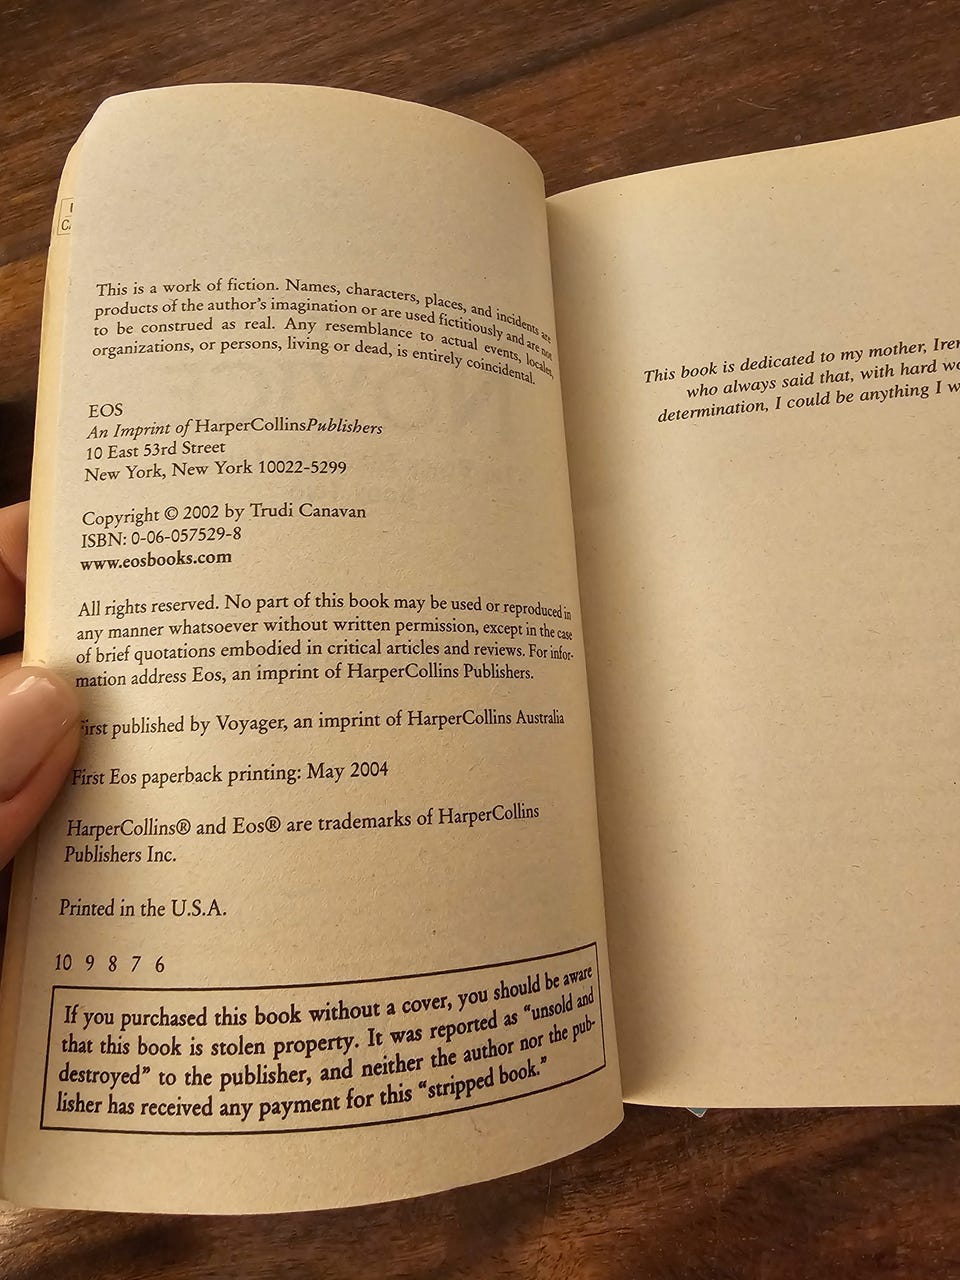 This is a work of fiction. Names, characters, places, and incidents are
products of the author's imagination or are used fictitiously and are not
to be construed as real. Any resemblance to actual events, locales,
organizations, or persons, living or dead, is entirely coincidental.
EOS
An Imprint of HarperCollinsPublishers
10 East 53rd Street
New York, New York 10022-5299
Copyright © 2002 by Trudi Canavan
ISBN: 0-06-057529-8
www.eosbooks.com
All rights reserved. No part of this book may be used or reproduced in
any manner whatsoever without written permission, except in the case
of brief quotations embodied in critical articles and reviews. For infor-
mation address Eos, an imprint of HarperCollins Publishers.
First published by Voyager, an imprint of HarperCollins Australia
First Eos paperback printing: May 2004
HarperCollins® and Eos® are trademarks of HarperCollins
Publishers Inc.
Printed in the U.S.A.
10 9 8 7 6
If you purchased this book without a cover, you should be aware
that this book is stolen property. It was reported as "unsold and
destroyed" to the publisher, and neither the author nor the pub-
lisher has received any payment for this "stripped book."
This book is dedicated to my mother,
who always said that, with hard
determination, I could be anything I